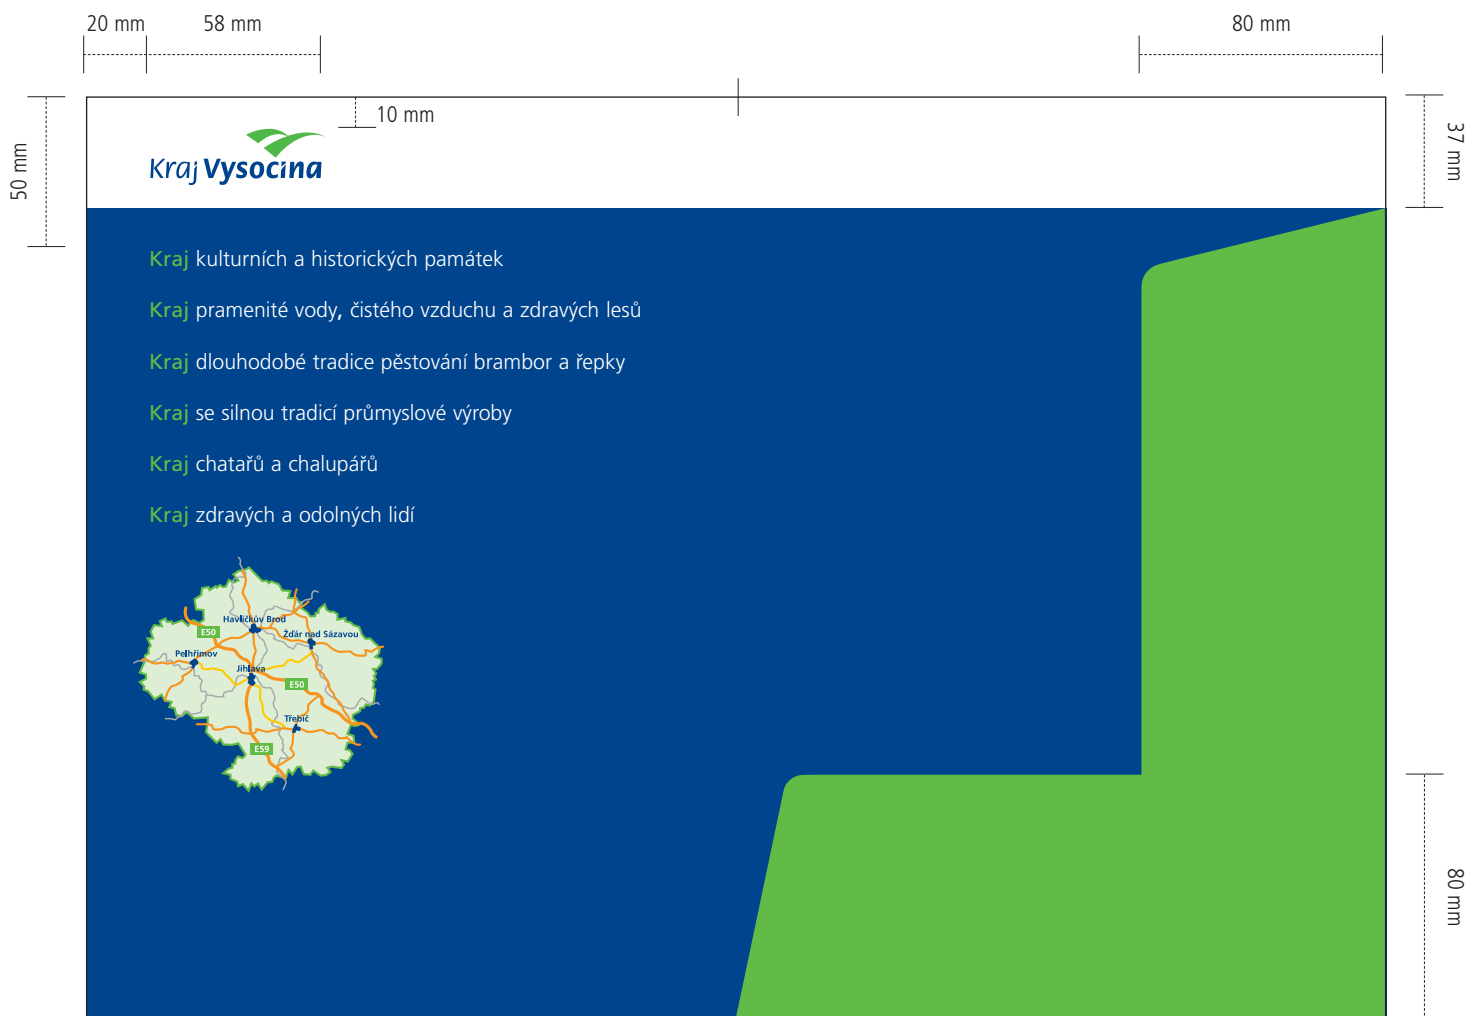 20 mm 58 mm 80 mm
10 mm
37 mm
50 mm
Kraj Vysočina
Kraj kulturních a historických památek
Kraj pramenité vody, čistého vzduchu a zdravých lesů
Kraj dlouhodobé tradice pěstování brambor a řepky
Kraj se silnou tradicí průmyslové výroby
Kraj chatařů a chalupářů
Kraj zdravých a odolných lidí
Havlíčkův Brod
E50
Žďár nad Sázavou
Pelhřimov
Jihlava
E50
Třebíč
E59
80 mm